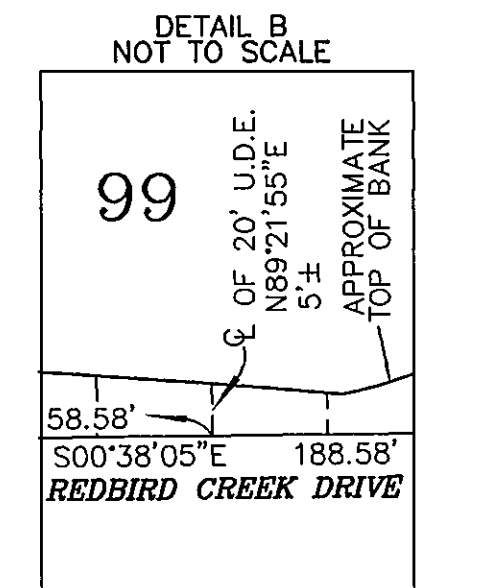 DETAIL B
NOT TO SCALE
99
℄ OF 20' U.D.E.
N89°21'55"E
5'±
APPROXIMATE
TOP OF BANK
58.58'
S00°38'05"E
188.58'
REDBIRD CREEK DRIVE